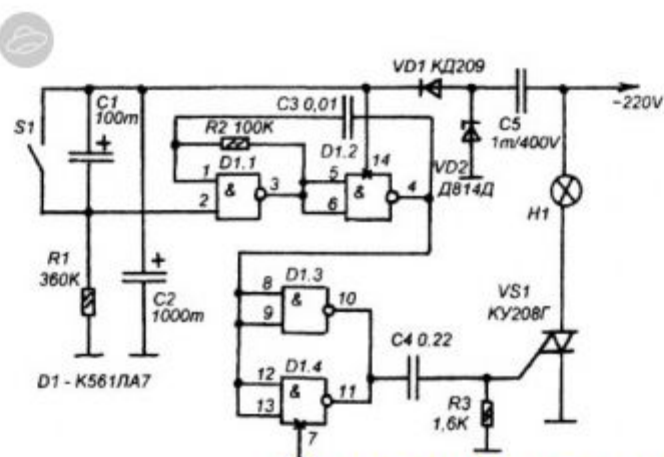 VD1 КД209
C1
100m
+
S1
C3 0,01
R2 100K
D1.1
D1.2
14
1
&
3
2
5
&
4
6
VD2
Д814Д
C5
1m/400V
~220V
H1
R1
360K
+
C2
1000m
D1.3
8
&
10
9
VS1
КУ208Г
C4 0.22
D1 - К561ЛА7
D1.4
12
&
11
13
7
R3
1,6K